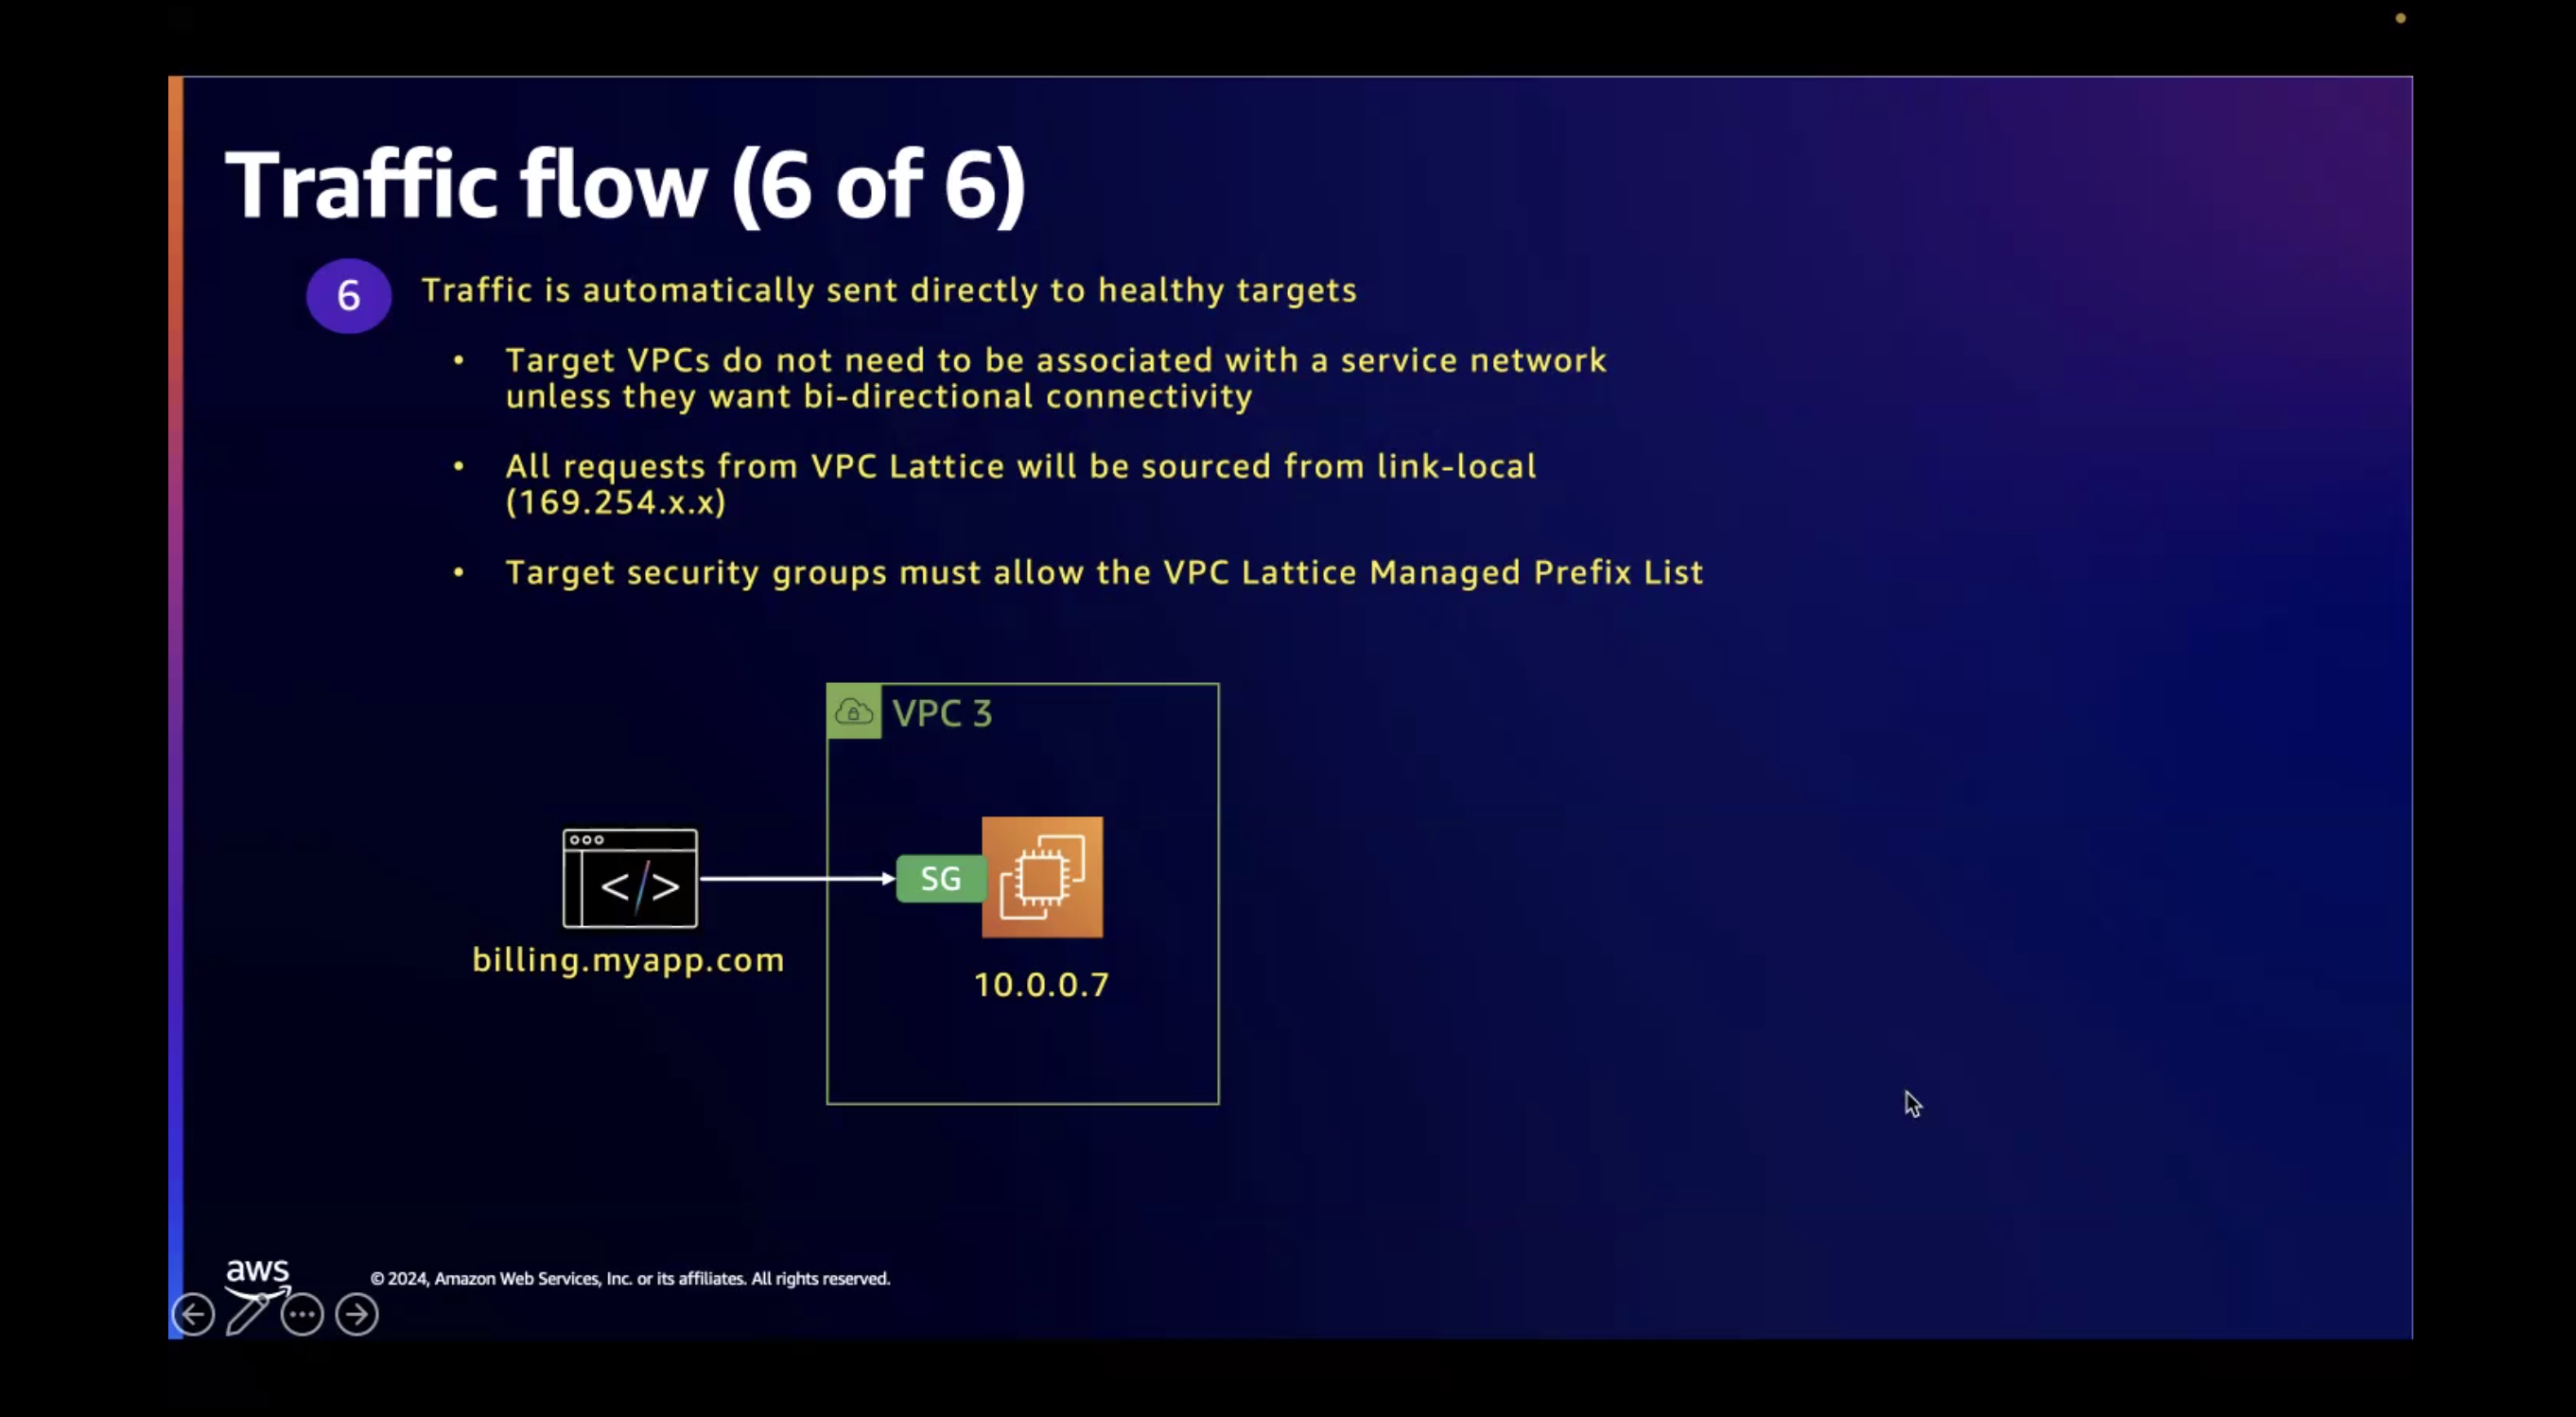 Traffic flow (6 of 6)
6
Traffic is automatically sent directly to healthy targets
• Target VPCs do not need to be associated with a service network
unless they want bi-directional connectivity
• All requests from VPC Lattice will be sourced from link-local
(169.254.x.x)
• Target security groups must allow the VPC Lattice Managed Prefix List
VPC 3
</>
SG
billing.myapp.com
10.0.0.7
aws
© 2024, Amazon Web Services, Inc. or its affiliates. All rights reserved.